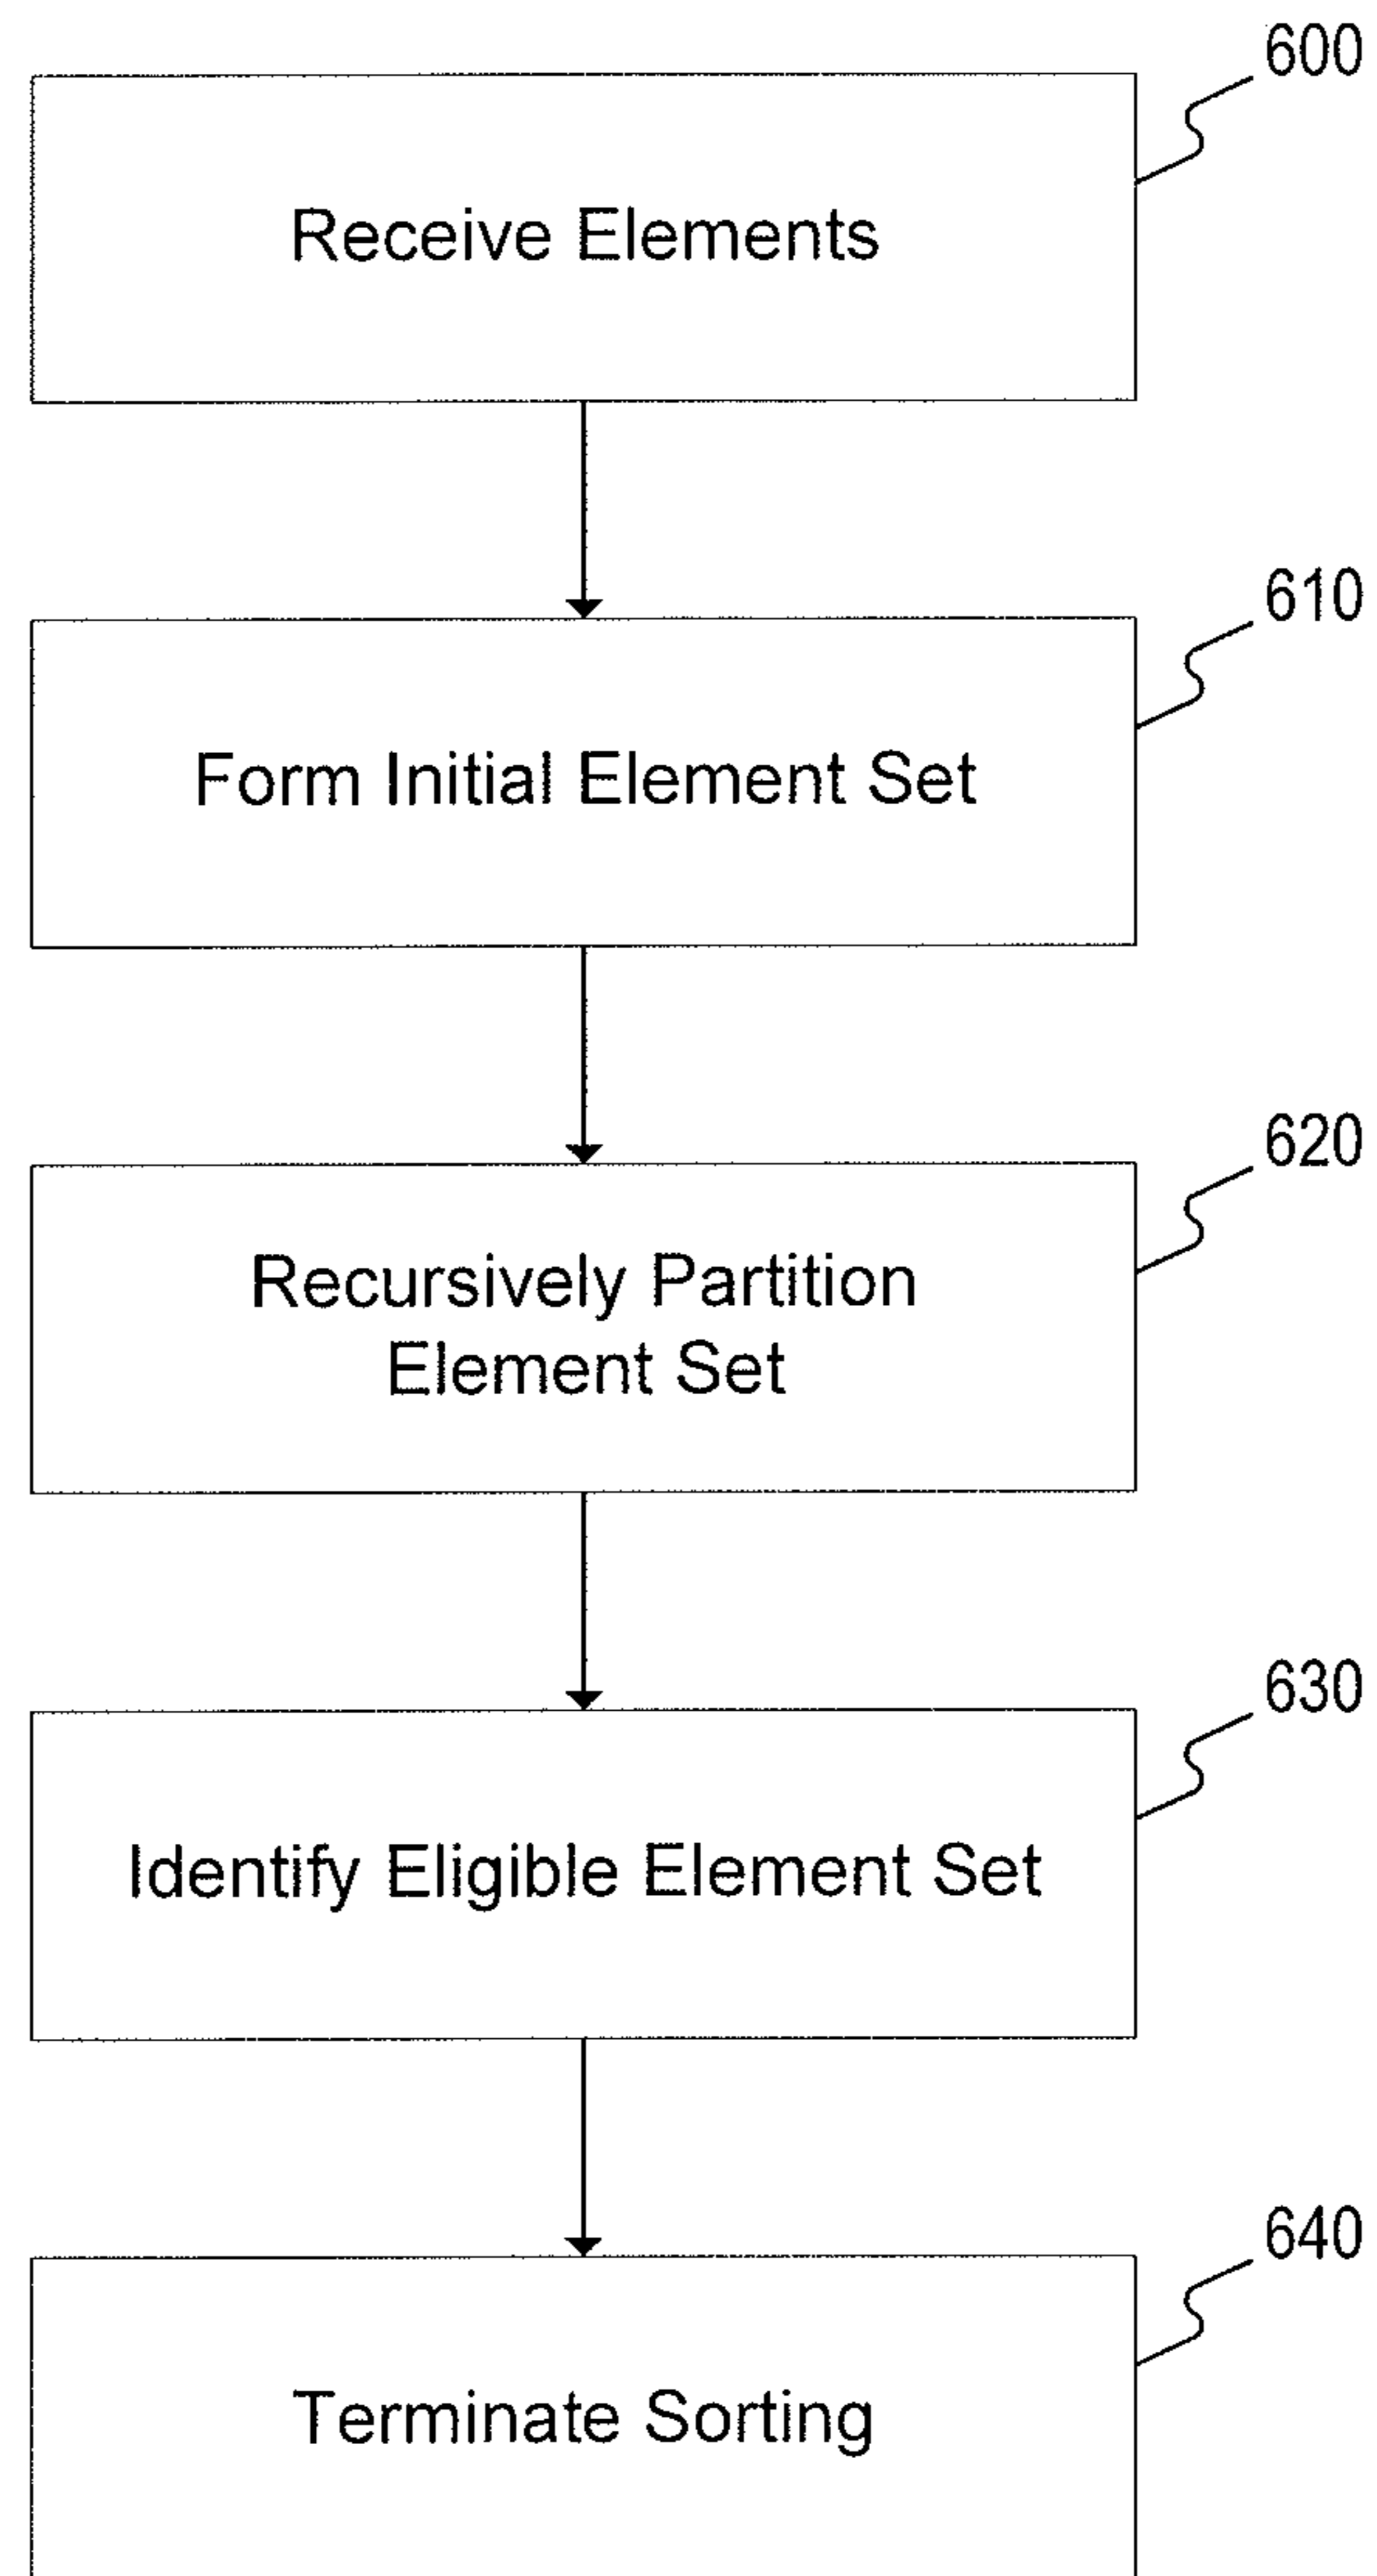 600
Receive Elements
610
Form Initial Element Set
620
Recursively Partition
Element Set
630
Identify Eligible Element Set
640
Terminate Sorting